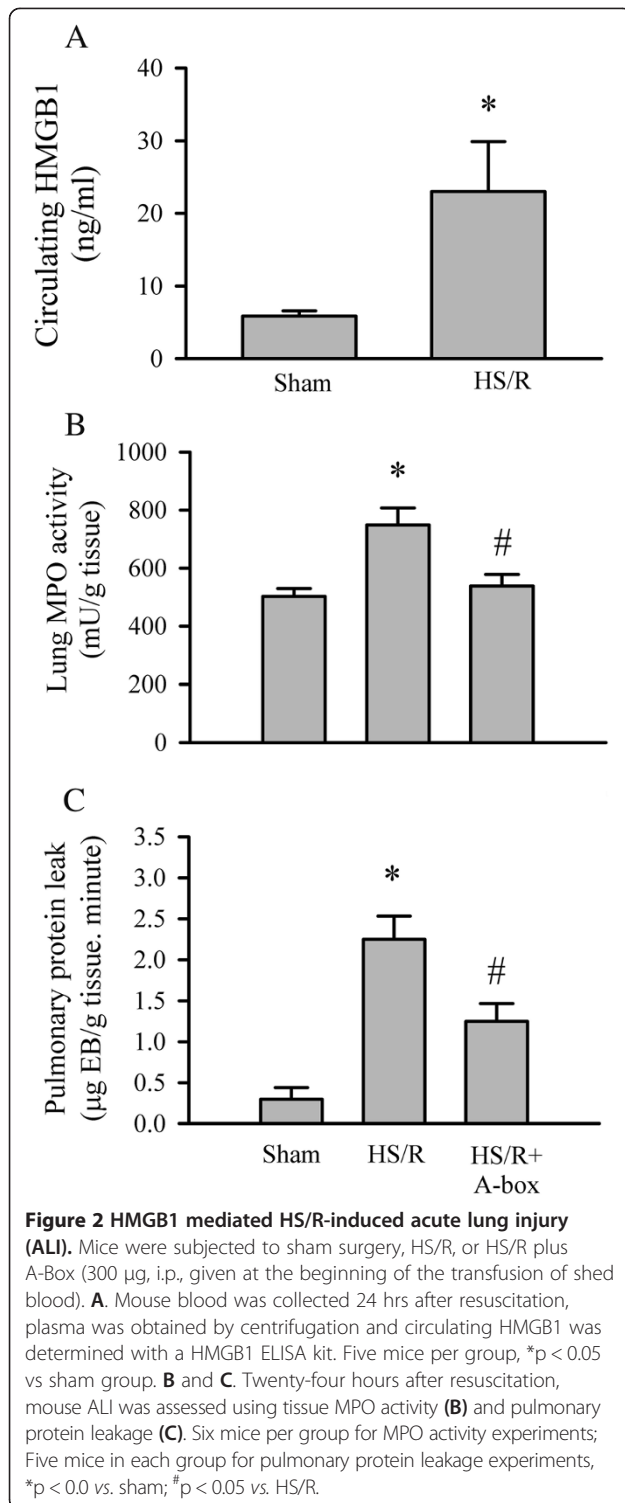 A
Circulating HMGB1
(ng/ml)
40
30
20
10
0
*
Sham
HS/R
B
Lung MPO activity
(mU/g tissue)
1000
800
600
400
200
0
*
#
C
Pulmonary protein leak
(µg EB/g tissue. minute)
3.5
3.0
2.5
2.0
1.5
1.0
0.5
0.0
*
#
Sham
HS/R
HS/R+
A-box
Figure 2 HMGB1 mediated HS/R-induced acute lung injury
(ALI). Mice were subjected to sham surgery, HS/R, or HS/R plus
A-Box (300 µg, i.p., given at the beginning of the transfusion of shed
blood). A. Mouse blood was collected 24 hrs after resuscitation,
plasma was obtained by centrifugation and circulating HMGB1 was
determined with a HMGB1 ELISA kit. Five mice per group, *p < 0.05
vs sham group. B and C. Twenty-four hours after resuscitation,
mouse ALI was assessed using tissue MPO activity (B) and pulmonary
protein leakage (C). Six mice per group for MPO activity experiments;
Five mice in each group for pulmonary protein leakage experiments,
*p < 0.0 vs. sham; #p < 0.05 vs. HS/R.